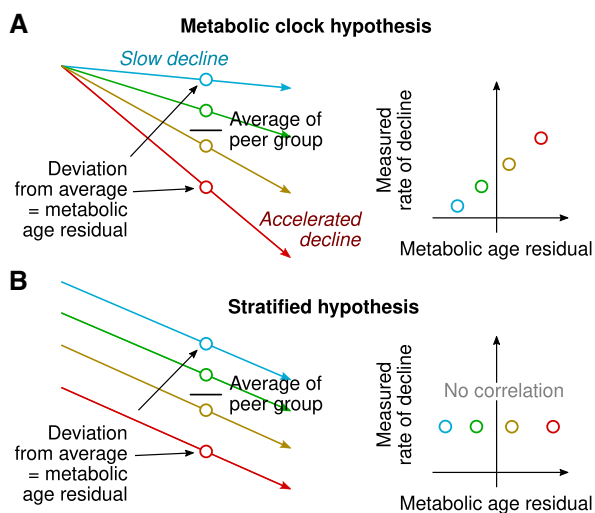 A
Metabolic clock hypothesis
Slow decline
Average of
peer group
Deviation
from average
= metabolic
age residual
Accelerated
decline
Measured
rate of decline
Metabolic age residual
B
Stratified hypothesis
Average of
peer group
Deviation
from average
= metabolic
age residual
Measured
rate of decline
No correlation
Metabolic age residual